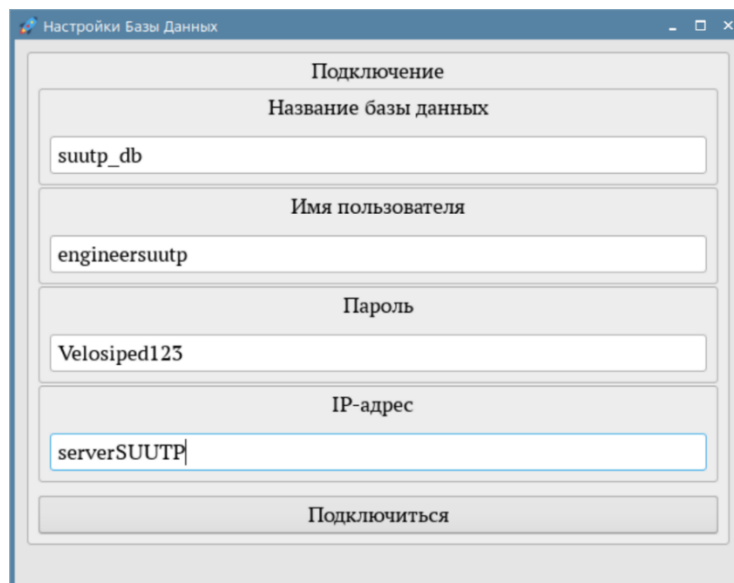 Настройки Базы Данных
Подключение
Название базы данных
suutp_db
Имя пользователя
engineersuutp
Пароль
Velosiped123
IP-адрес
serverSUUTP
Подключиться